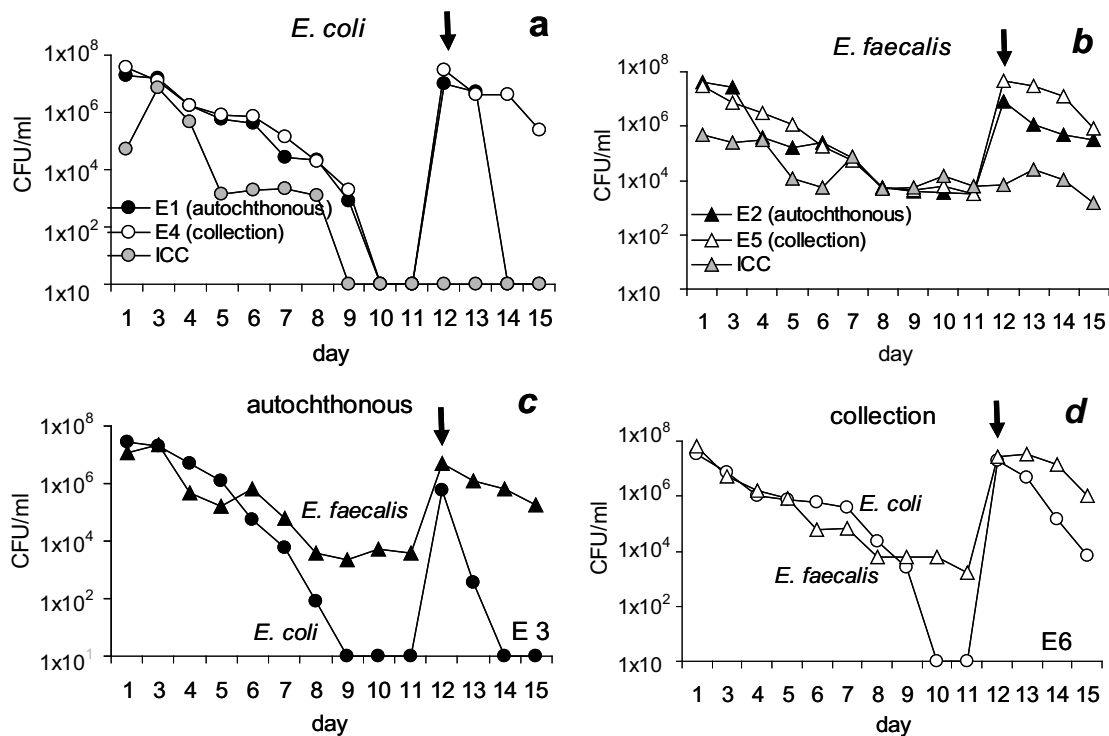 E. coli
a
1x10^8
1x10^6
1x10^4
1x10^2
1x10
CFU/ml
E1 (autochthonous)
E4 (collection)
ICC
1 3 4 5 6 7 8 9 10 11 12 13 14 15
day
E. faecalis
b
1x10^8
1x10^6
1x10^4
1x10^2
1x10
CFU/ml
E2 (autochthonous)
E5 (collection)
ICC
1 3 4 5 6 7 8 9 10 11 12 13 14 15
day
autochthonous
c
1x10^8
1x10^6
1x10^4
1x10^2
1x10^1
CFU/ml
E. faecalis
E. coli
E 3
1 3 4 5 6 7 8 9 10 11 12 13 14 15
day
collection
d
1x10^8
1x10^6
1x10^4
1x10^2
1x10
CFU/ml
E. coli
E. faecalis
E6
1 3 4 5 6 7 8 9 10 11 12 13 14 15
day